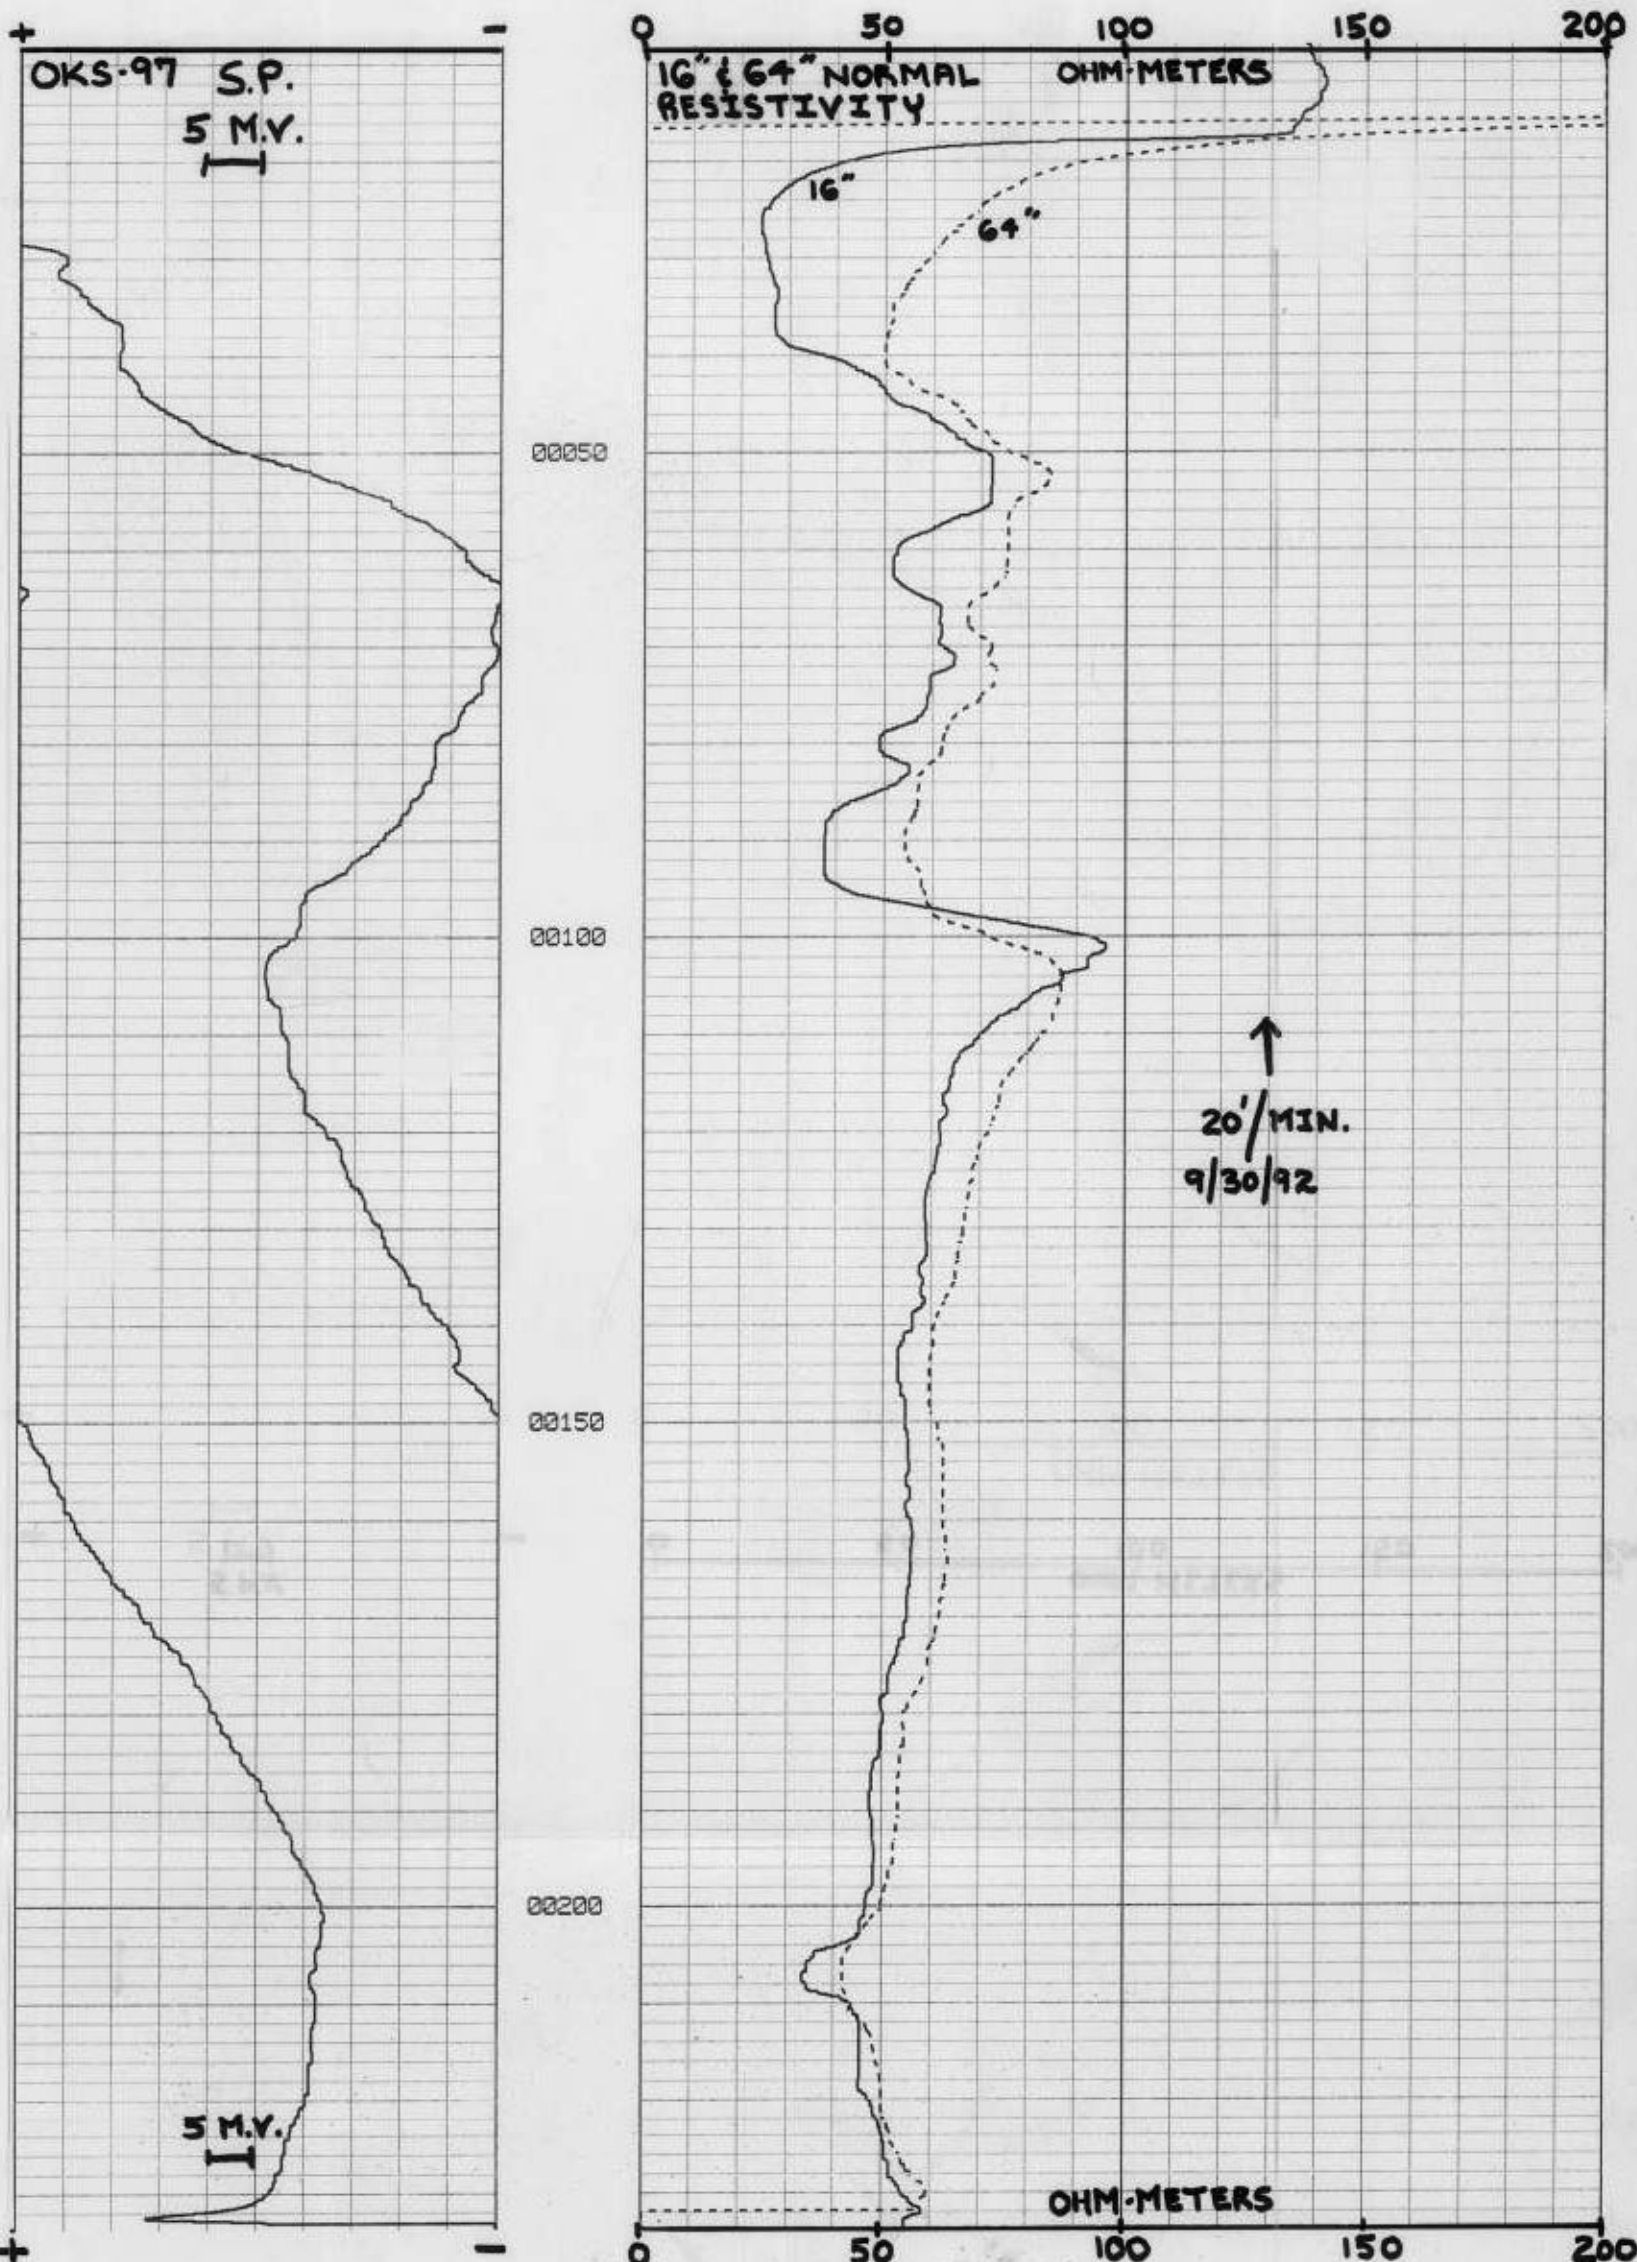 + - 0 50 100 150 200
OKS-97 S.P.
5 M.V.
16" & 64" NORMAL OHM-METERS
RESISTIVITY
16"
64"
00050
00100
20'/MIN.
9/30/92
00150
00200
5 M.V.
OHM-METERS
+ - 0 50 100 150 200